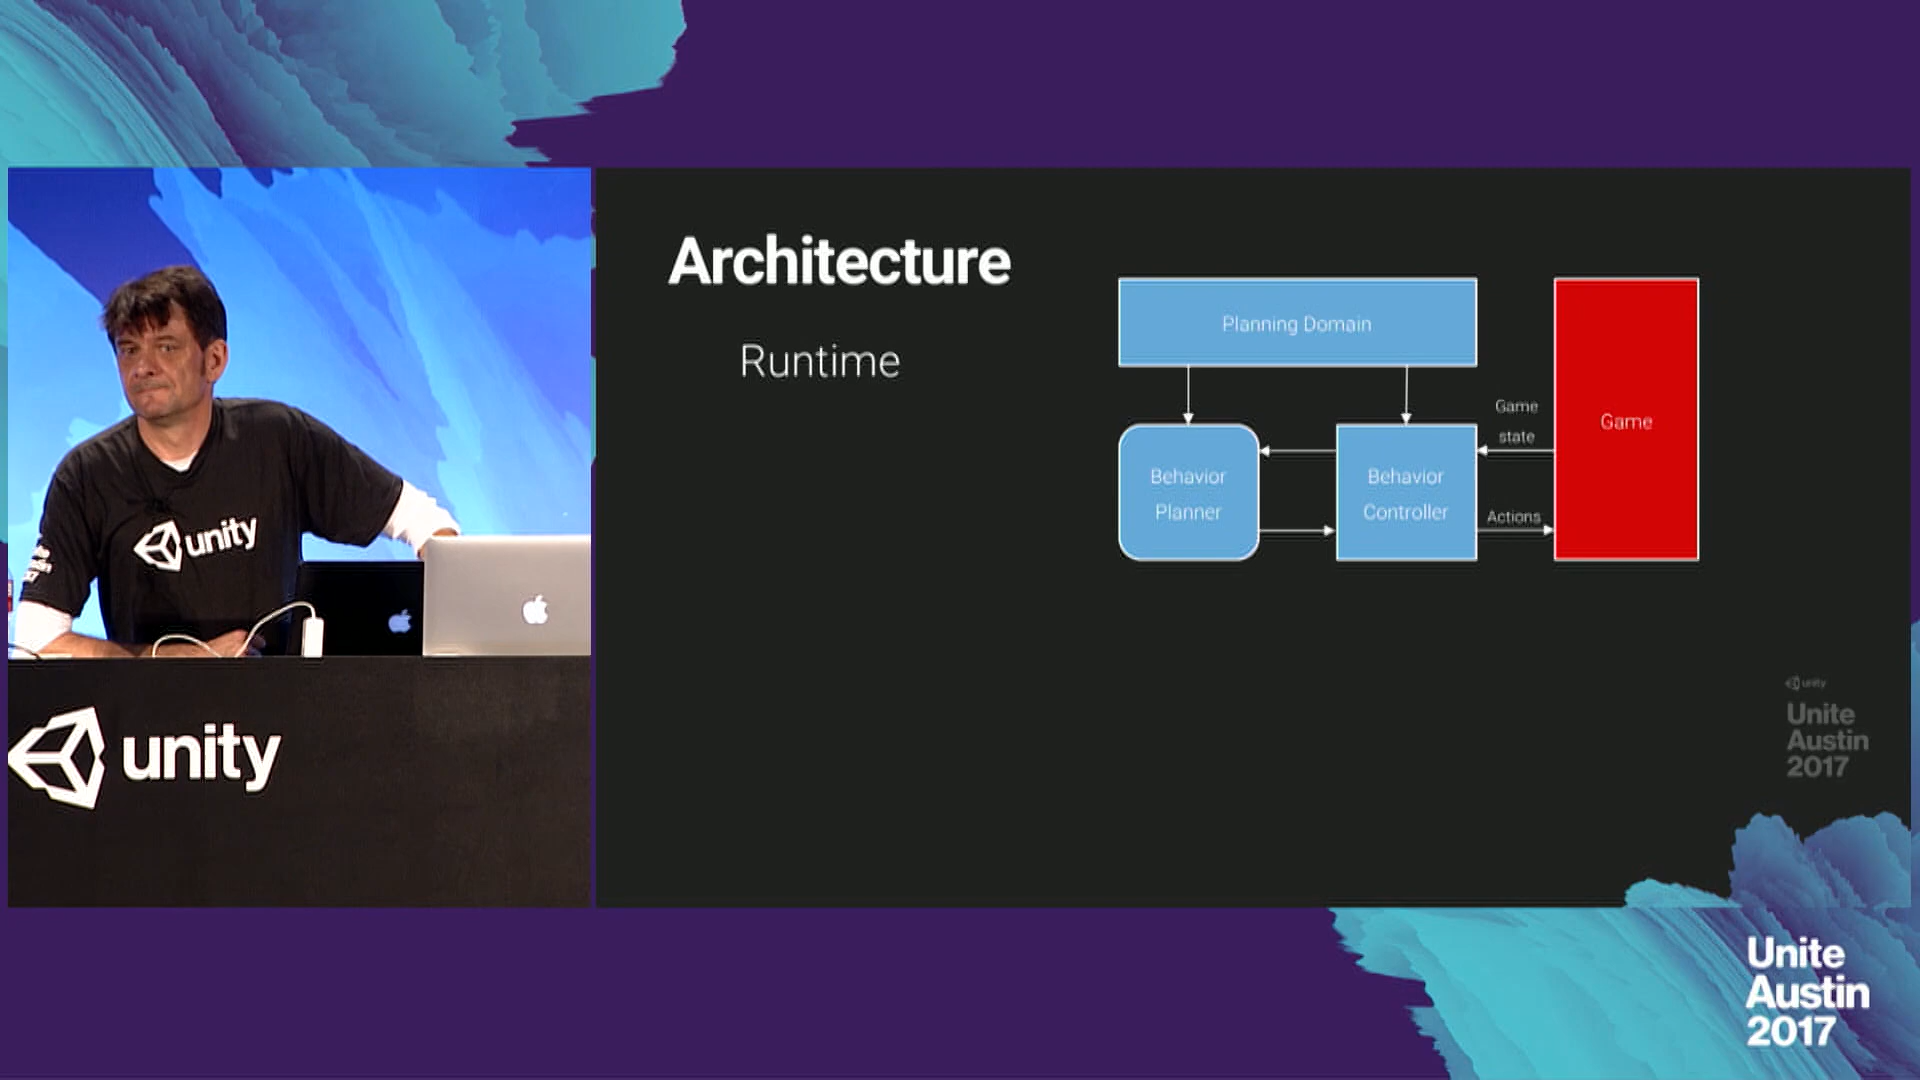 Architecture
Runtime
Planning Domain
Behavior
Planner
Behavior
Controller
Game
state
Actions
Game
unity
unity
unity
Unite
Austin
2017
Unite
Austin
2017